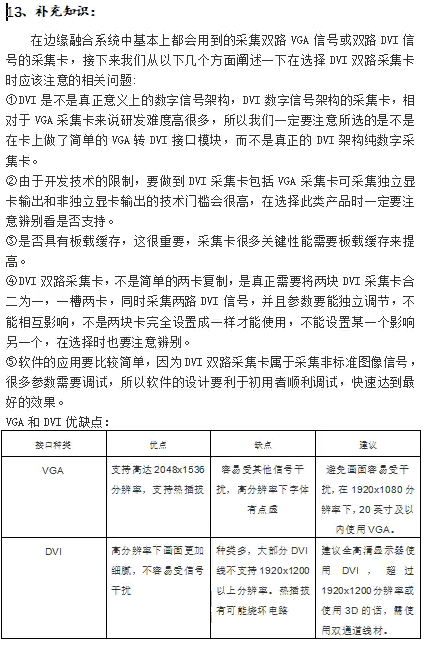 13、补充知识：
在边缘融合系统中基本上都会用到的采集双路 VGA 信号或双路 DVI 信
号的采集卡，接下来我们从以下几个方面阐述一下在选择 DVI 双路采集卡
时应该注意的相关问题:
①DVI 是不是真正意义上的数字信号架构，DVI 数字信号架构的采集卡，相
对于 VGA 采集卡来说研发难度高很多，所以我们一定要注意所选的是不是
在卡上做了简单的 VGA 转 DVI 接口模块，而不是真正的 DVI 架构纯数字采
集卡。
②由于开发技术的限制，要做到 DVI 采集卡包括 VGA 采集卡可采集独立显
卡输出和非独立显卡输出的技术门槛会很高，在选择此类产品时一定要注
意辨别看是否支持。
③是否具有板载缓存，这很重要，采集卡很多关键性能需要板载缓存来提
高。
④DVI 双路采集卡，不是简单的两卡复制，是真正需要将两块 DVI 采集卡合
二为一，一槽两卡，同时采集两路 DVI 信号，并且参数要能独立调节，不
能相互影响，不是两块卡完全设置成一样才能使用，不能设置某一个影响
另一个，在选择时也要注意辨别。
⑤软件的应用要比较简单，因为 DVI 双路采集卡属于采集非标准图像信号，
很多参数需要调试，所以软件的设计要利于初用者顺利调试，快速达到最
好的效果。
VGA 和 DVI 优缺点：
接口种类 优点 缺点 建议
VGA
支持高达 2048x1536
分辨率，支持热插拔
容易受其他信号干
扰，高分辨率下字体
有点虚
避免画面容易受干
扰，在 1920x1080 分
辨率下，20 英寸及以
内使用 VGA。
DVI
高分辨率下画面更加
细腻，不容易受信号
干扰
种类多，大部分 DVI
线不支持 1920x1200
以上分辨率。热插拔
有可能烧坏电路
建议全高清显示器使
用 DVI，超过
1920x1200 分辨率或
使用 3D 的话，需使
用双通道线材。